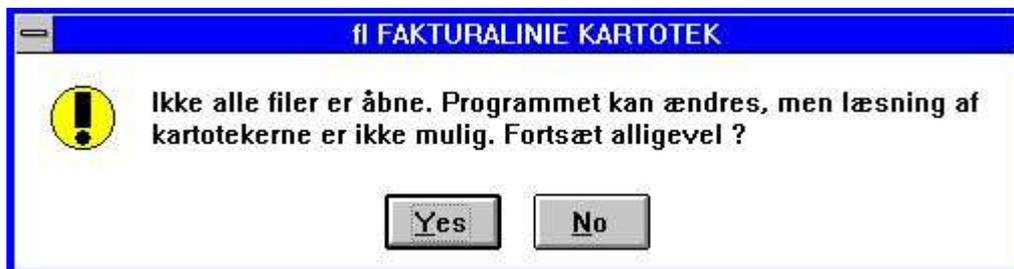 fl FAKTURALINIE KARTOTEK
Ikke alle filer er åbne. Programmet kan ændres, men læsning af
kartotekerne er ikke mulig. Fortsæt alligevel ?
Yes No